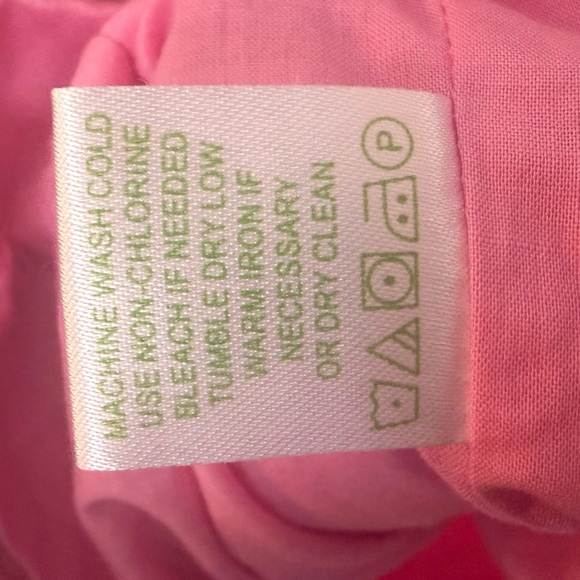 MACHINE WASH COLD
USE NON-CHLORINE
BLEACH IF NEEDED
TUMBLE DRY LOW
WARM IRON IF
NECESSARY
OR DRY CLEAN
P